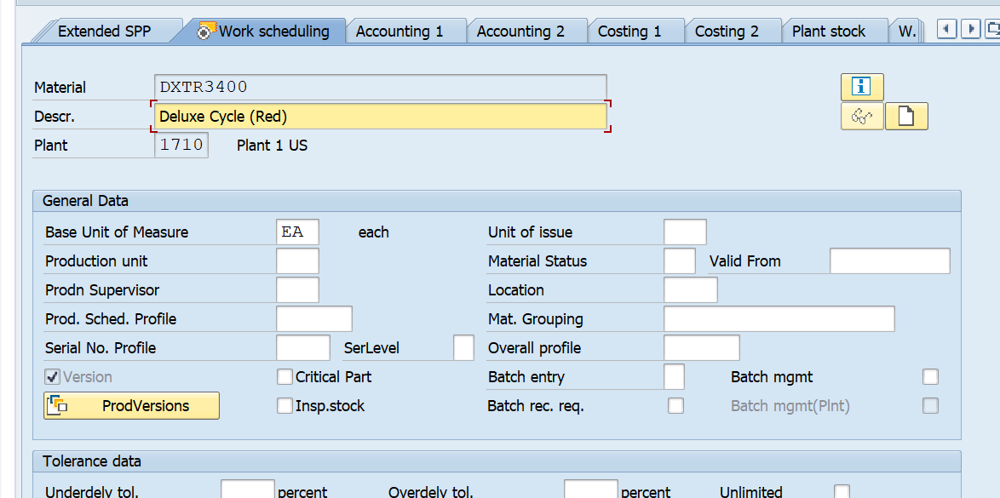 Extended SPP Work scheduling Accounting 1 Accounting 2 Costing 1 Costing 2 Plant stock W.
Material DXTR3400
Descr. Deluxe Cycle (Red)
Plant 1710 Plant 1 US
General Data
Base Unit of Measure EA each Unit of issue
Production unit Material Status Valid From
Prodn Supervisor Location
Prod. Sched. Profile Mat. Grouping
Serial No. Profile SerLevel Overall profile
Version Critical Part Batch entry Batch mgmt
ProdVersions Insp.stock Batch rec. req. Batch mgmt(Plnt)
Tolerance data
Underdely tol. percent Overdely tol. percent Unlimited